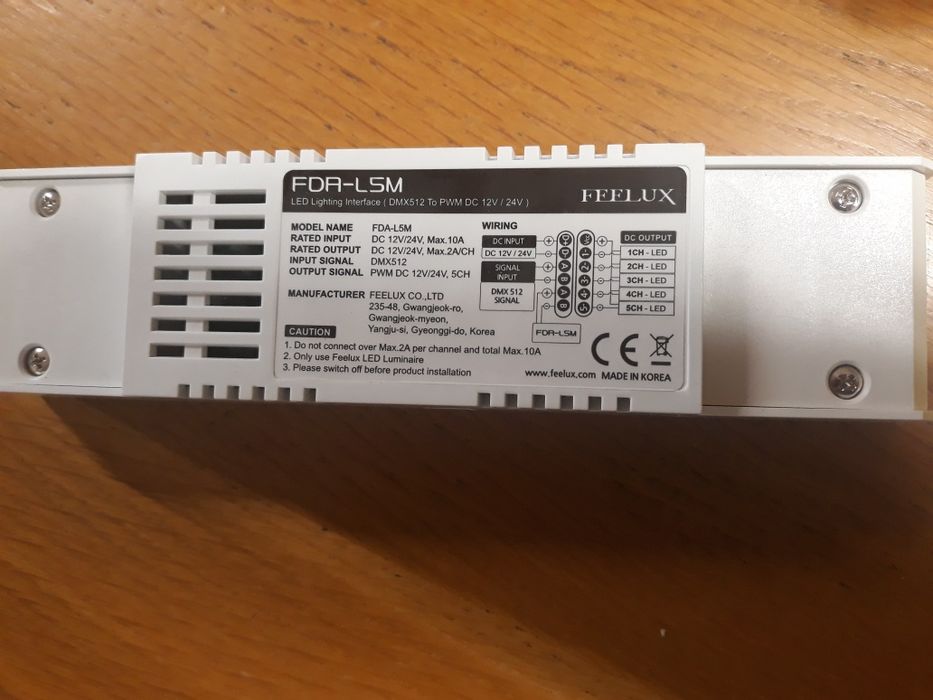 FDA-L5M
LED Lighting Interface ( DMX512 To PWM DC 12V / 24V )
FEELUX
MODEL NAME FDA-L5M
RATED INPUT DC 12V/24V, Max.10A
RATED OUTPUT DC 12V/24V, Max.2A/CH
INPUT SIGNAL DMX512
OUTPUT SIGNAL PWM DC 12V/24V, 5CH
MANUFACTURER FEELUX CO.,LTD
235-48, Gwangjeok-ro,
Gwangjeok-myeon,
Yangju-si, Gyeonggi-do, Korea
CAUTION
1. Do not connect over Max.2A per channel and total Max.10A
2. Only use Feelux LED Luminaire
3. Please switch off before product installation
WIRING
DC INPUT
DC 12V / 24V
SIGNAL
INPUT
DMX 512
SIGNAL
A
B
A
B
1
2
3
4
5
FDA-L5M
DC OUTPUT
1CH - LED
2CH - LED
3CH - LED
4CH - LED
5CH - LED
CE
www.feelux.com MADE IN KOREA